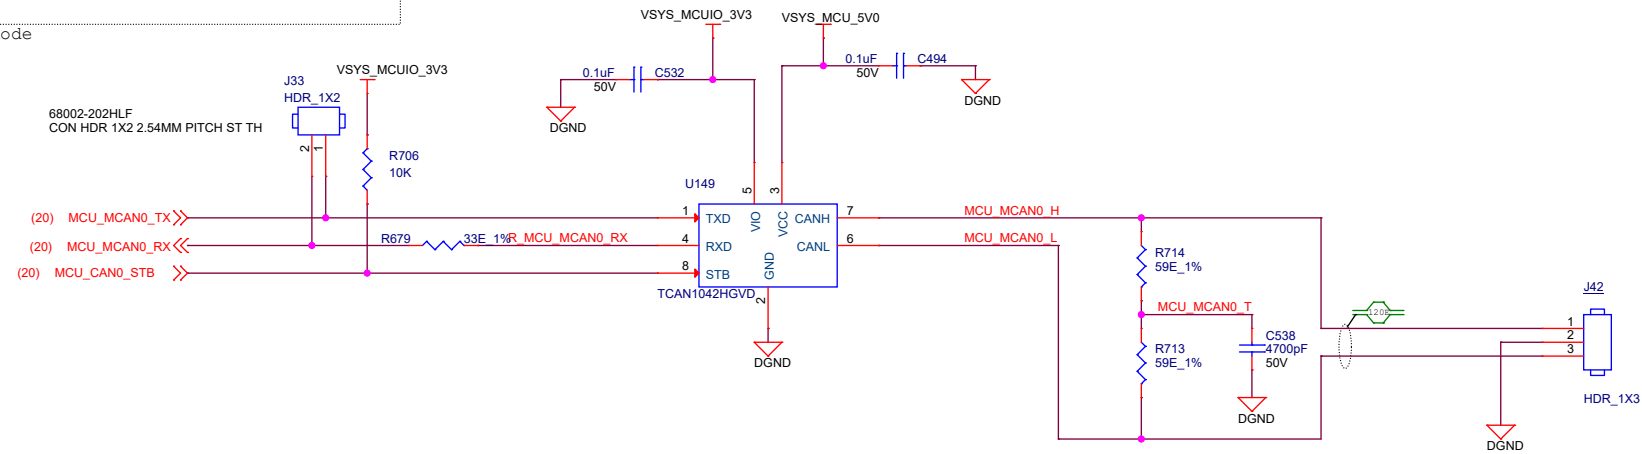 ode
VSYS_MCUIO_3V3
VSYS_MCU_5V0
0.1uF
50V
C532
0.1uF
50V
C494
DGND
DGND
J33
HDR_1X2
VSYS_MCUIO_3V3
68002-202HLF
CON HDR 1X2 2.54MM PITCH ST TH
2
1
R706
10K
U149
5
3
(20) MCU_MCAN0_TX
1
TXD
VIO
VCC
CANH
7
MCU_MCAN0_H
(20) MCU_MCAN0_RX
R679
33E_1%
R_MCU_MCAN0_RX
4
RXD
CANL
6
MCU_MCAN0_L
(20) MCU_CAN0_STB
8
STB
GND
TCAN1042HGVD
2
DGND
R714
59E_1%
MCU_MCAN0_T
R713
59E_1%
C538
4700pF
50V
DGND
120E
J42
1
2
3
HDR_1X3
DGND